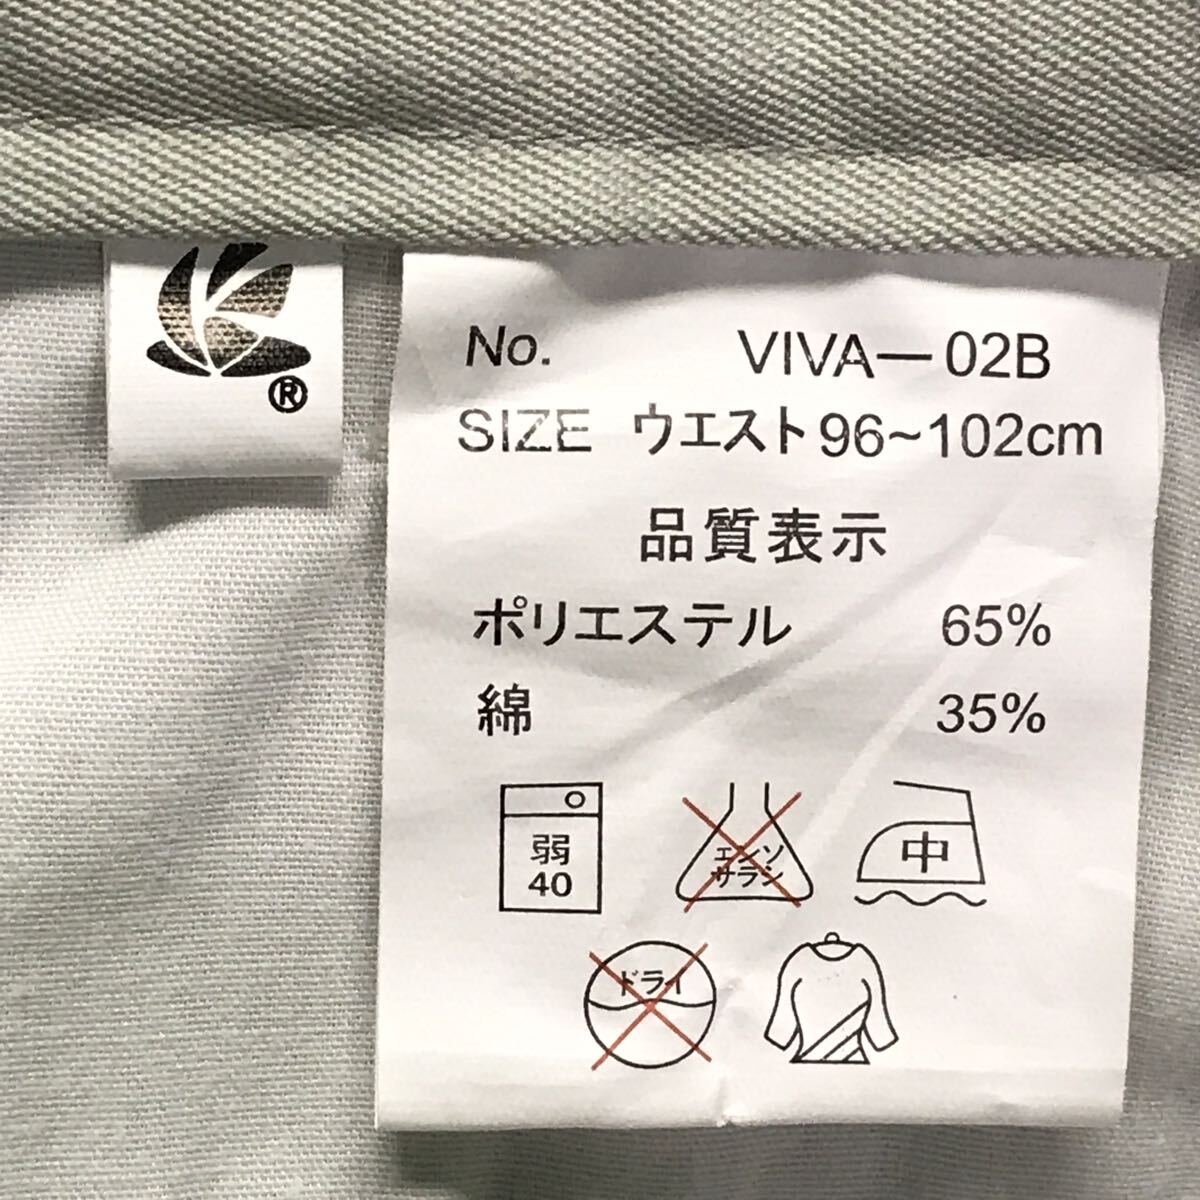 ®
No. VIVA—02B
SIZE ウエスト96~102cm
品質表示
ポリエステル 65%
綿 35%
弱
40
エンソ
サラシ
中
ドライ